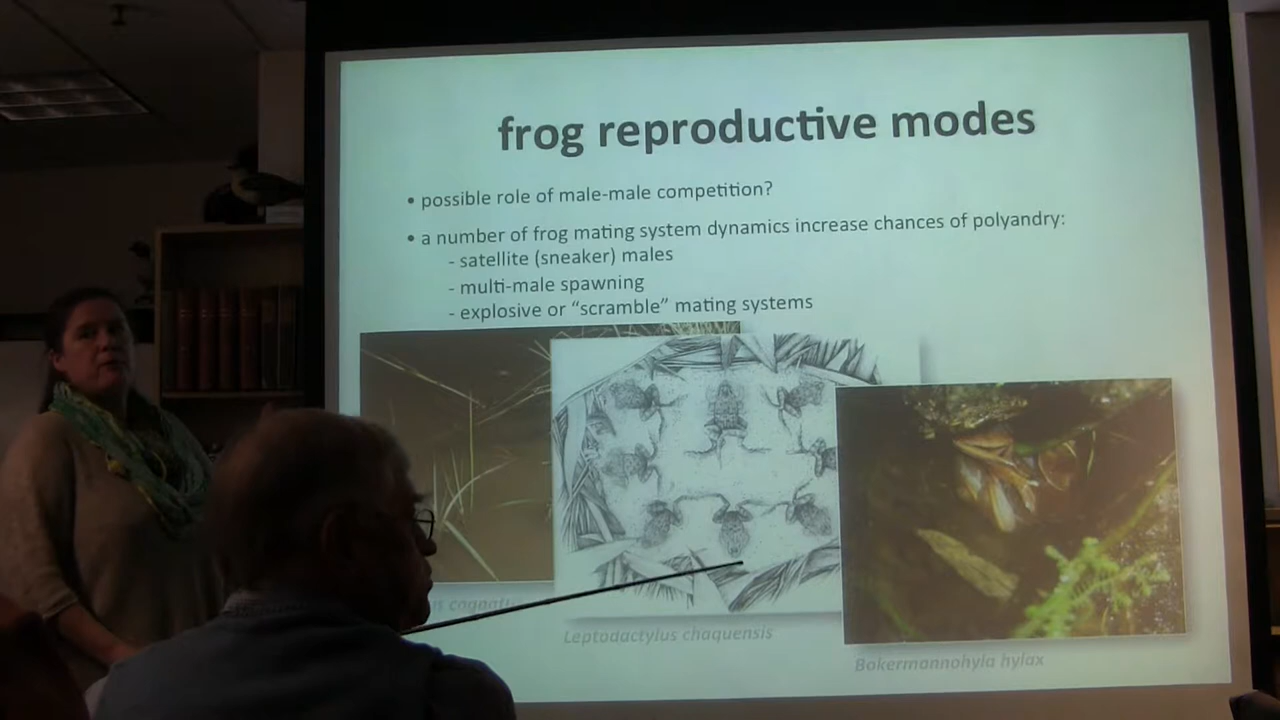 frog reproductive modes
• possible role of male-male competition?
• a number of frog mating system dynamics increase chances of polyandry:
- satellite (sneaker) males
- multi-male spawning
- explosive or “scramble” mating systems
Leptodactylus chaquensis
Bokermannohyla hylax